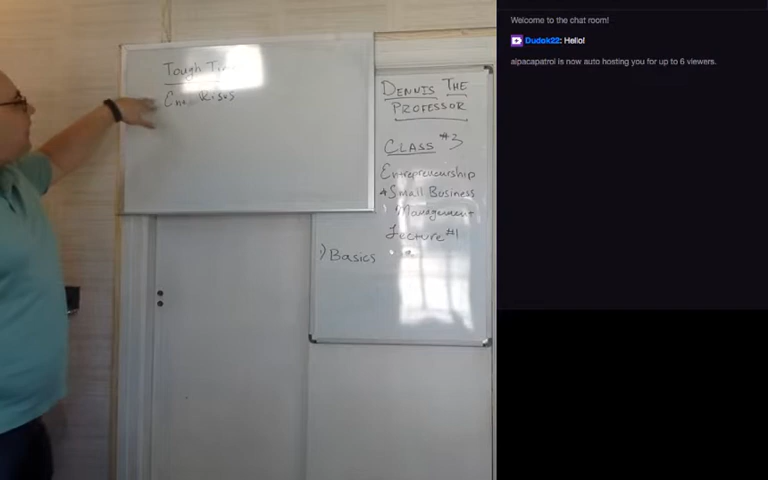 Tough
DENNIS THE
PROFESSOR
CLASS #3
Entrepreneurship
+ Small Business
Management
Lecture #1
1) Basics
Welcome to the chat room!
Dudek22: Hello!
alpacapatrol is now auto hosting you for up to 6 viewers.